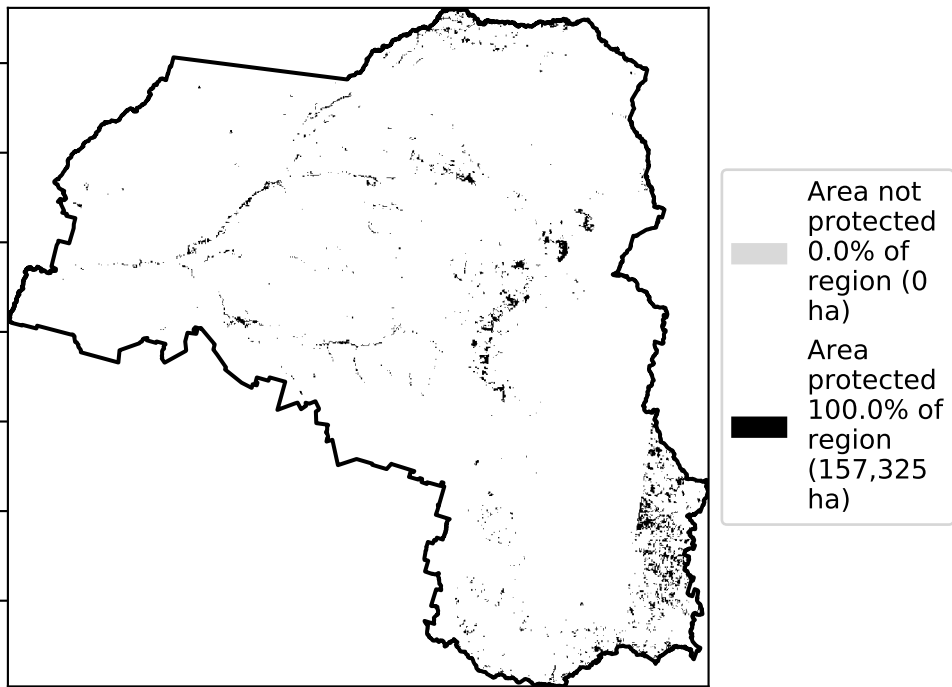 Area not
protected
0.0% of
region (0
ha)
Area
protected
100.0% of
region
(157,325
ha)